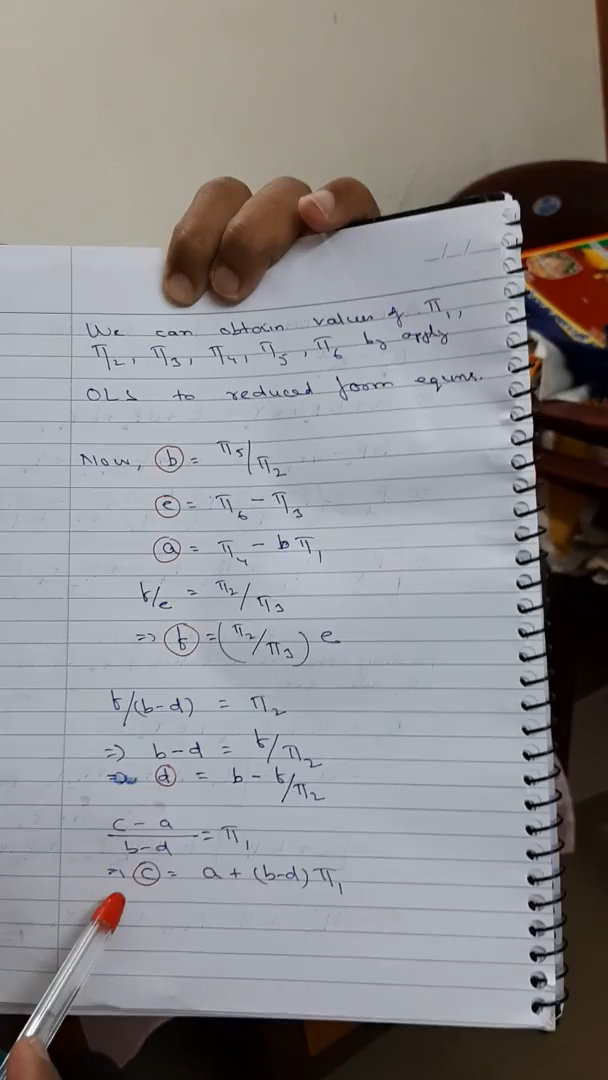 _/_/_
We can obtain values of π₁,
π₂, π₃, π₄, π₅, π₆ by apply
OLS to reduced form equns.
Now, b = π₅/π₂
e = π₆ - π₃
a = π₄ - bπ₁
f/e = π₂/π₃
=> f = (π₂/π₃) e
f/(b-d) = π₂
=> b-d = f/π₂
=> d = b - f/π₂
(c - a)/(b-d) = π₁
=> c = a + (b-d) π₁